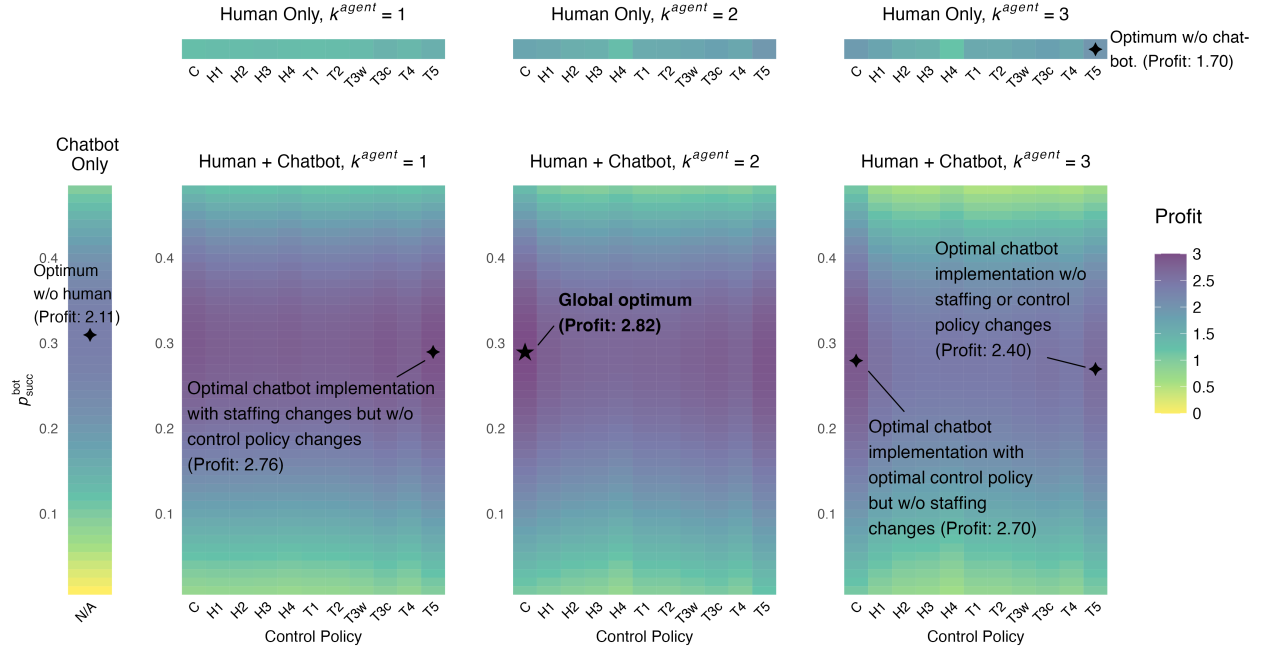 Human Only, k^agent = 1
Human Only, k^agent = 2
Human Only, k^agent = 3
Optimum w/o chat-
bot. (Profit: 1.70)
C H1 H2 H3 H4 T1 T2 T3w T3c T4 T5
C H1 H2 H3 H4 T1 T2 T3w T3c T4 T5
C H1 H2 H3 H4 T1 T2 T3w T3c T4 T5
Chatbot
Only
Human + Chatbot, k^agent = 1
Human + Chatbot, k^agent = 2
Human + Chatbot, k^agent = 3
p^bot_succ
0.4
0.3
0.2
0.1
Optimum
w/o human
(Profit: 2.11)
N/A
0.4
0.3
0.2
0.1
Optimal chatbot implementation
with staffing changes but w/o
control policy changes
(Profit: 2.76)
C H1 H2 H3 H4 T1 T2 T3w T3c T4 T5
Control Policy
0.4
0.3
0.2
0.1
Global optimum
(Profit: 2.82)
C H1 H2 H3 H4 T1 T2 T3w T3c T4 T5
Control Policy
0.4
0.3
0.2
0.1
Optimal chatbot
implementation w/o
staffing or control
policy changes
(Profit: 2.40)
Optimal chatbot
implementation with
optimal control policy
but w/o staffing
changes (Profit: 2.70)
C H1 H2 H3 H4 T1 T2 T3w T3c T4 T5
Control Policy
Profit
3
2.5
2
1.5
1
0.5
0